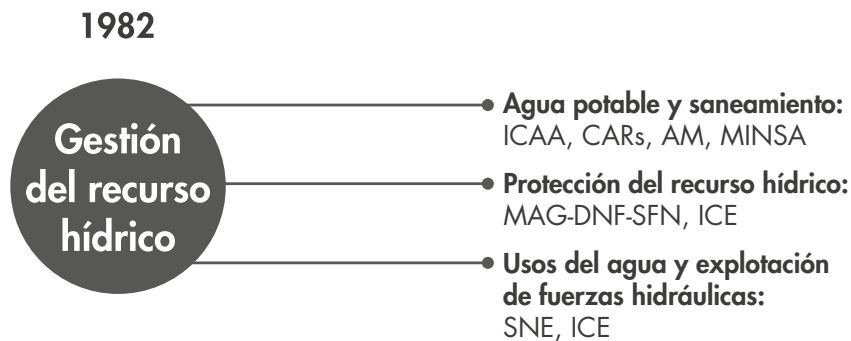 1982
Gestión
del recurso
hídrico
Agua potable y saneamiento:
ICAA, CARs, AM, MINSA
Protección del recurso hídrico:
MAG-DNF-SFN, ICE
Usos del agua y explotación
de fuerzas hidráulicas:
SNE, ICE